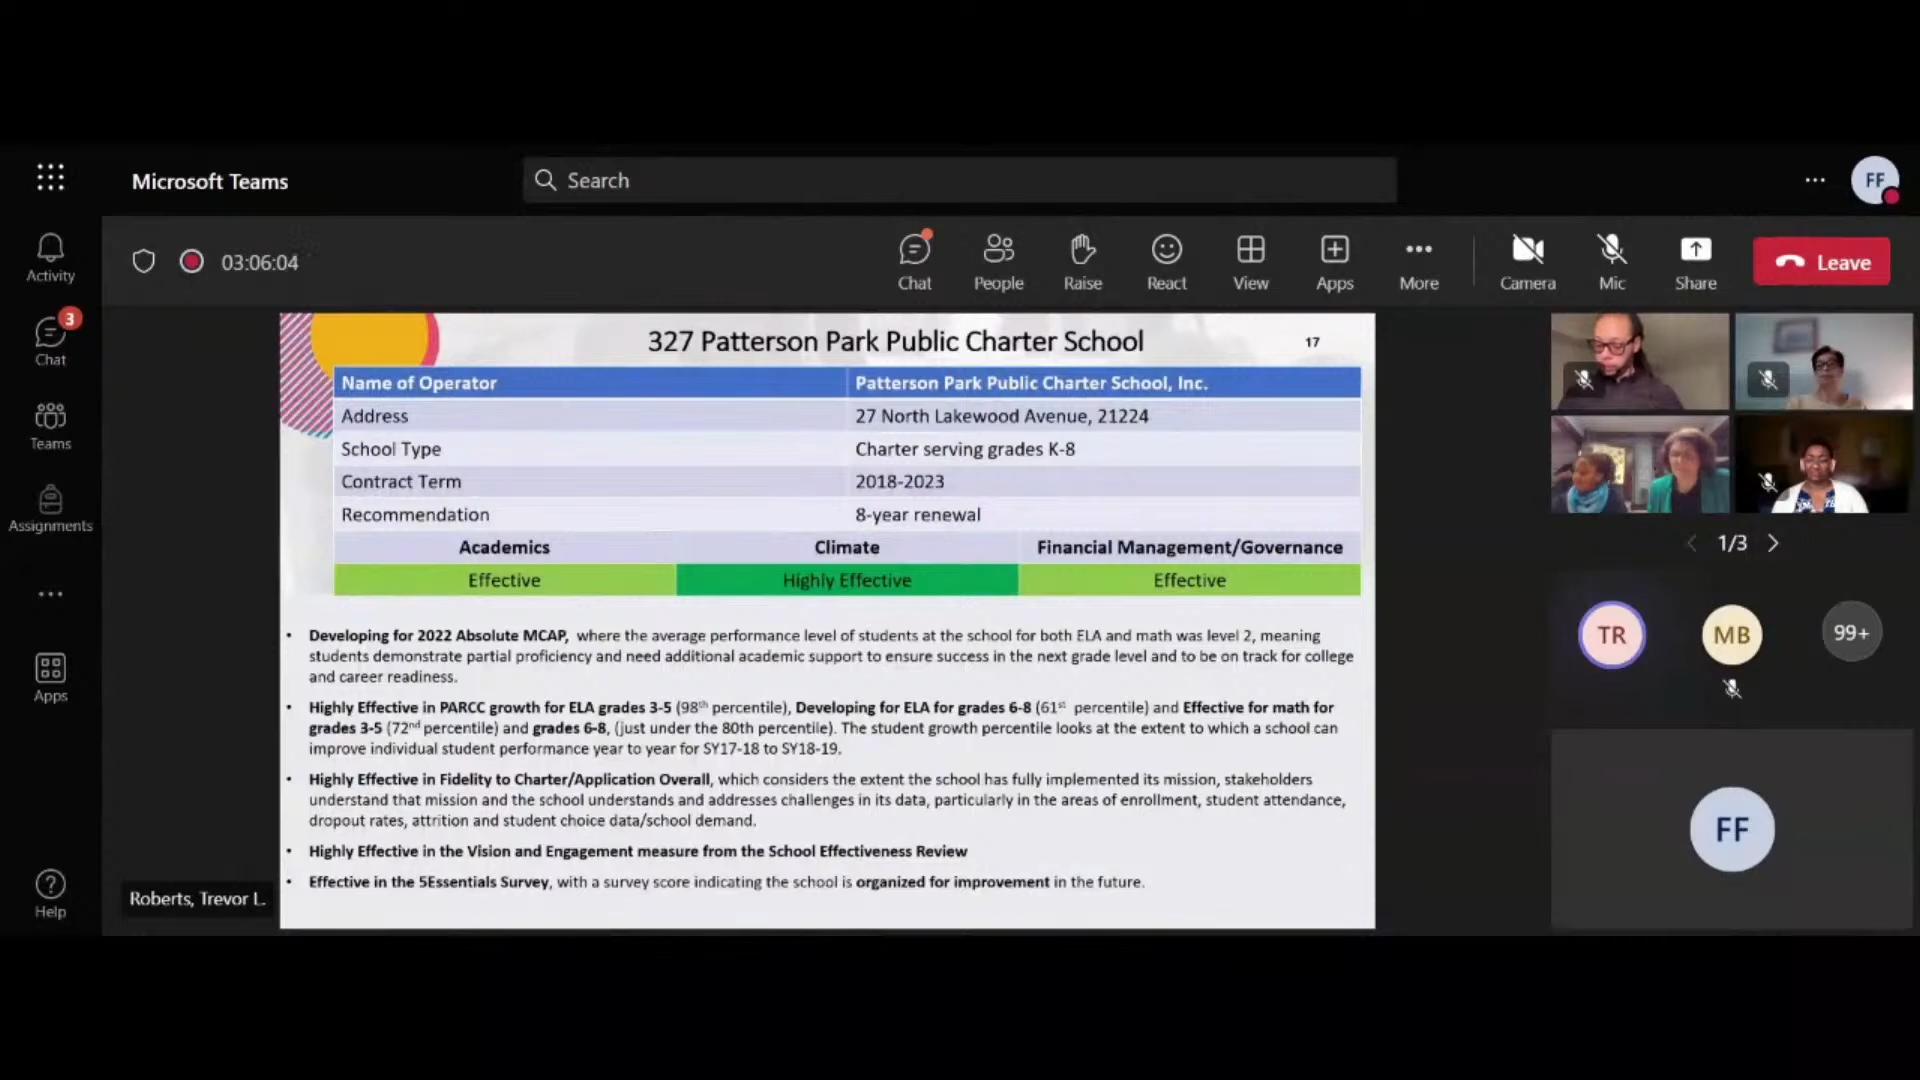 Microsoft Teams
Search
FF
Activity
03:06:04
Chat
People
Raise
React
View
Apps
More
Camera
Mic
Share
Leave
3
Chat
Teams
Assignments
Apps
Help
327 Patterson Park Public Charter School
17
Name of Operator Patterson Park Public Charter School, Inc.
Address 27 North Lakewood Avenue, 21224
School Type Charter serving grades K-8
Contract Term 2018-2023
Recommendation 8-year renewal
Academics Climate Financial Management/Governance
Effective Highly Effective Effective
• Developing for 2022 Absolute MCAP, where the average performance level of students at the school for both ELA and math was level 2, meaning
students demonstrate partial proficiency and need additional academic support to ensure success in the next grade level and to be on track for college
and career readiness.
• Highly Effective in PARCC growth for ELA grades 3-5 (98th percentile), Developing for ELA for grades 6-8 (61st percentile) and Effective for math for
grades 3-5 (72nd percentile) and grades 6-8, (just under the 80th percentile). The student growth percentile looks at the extent to which a school can
improve individual student performance year to year for SY17-18 to SY18-19.
• Highly Effective in Fidelity to Charter/Application Overall, which considers the extent the school has fully implemented its mission, stakeholders
understand that mission and the school understands and addresses challenges in its data, particularly in the areas of enrollment, student attendance,
dropout rates, attrition and student choice data/school demand.
• Highly Effective in the Vision and Engagement measure from the School Effectiveness Review
• Effective in the 5Essentials Survey, with a survey score indicating the school is organized for improvement in the future.
Roberts, Trevor L.
1/3
TR
MB
99+
FF